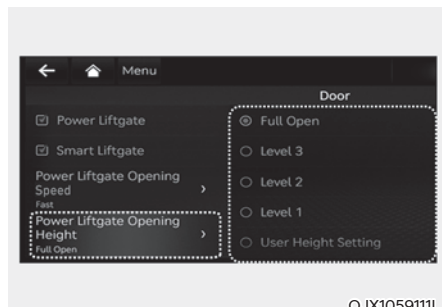 Menu
Door
Power Liftgate
Smart Liftgate
Power Liftgate Opening
Speed
Fast
Power Liftgate Opening
Height
Full Open
Full Open
Level 3
Level 2
Level 1
User Height Setting